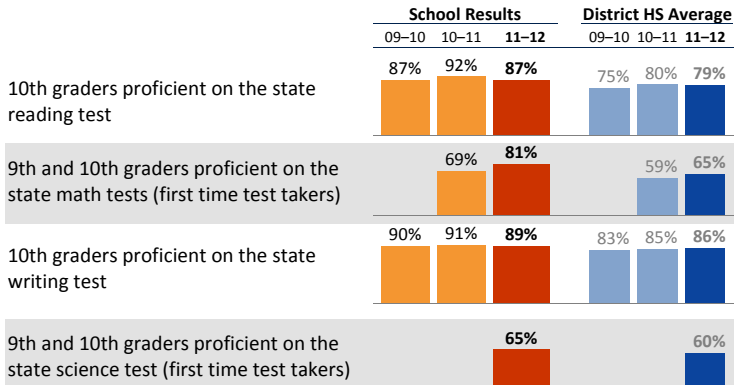 School Results District HS Average
09–10 10–11 11–12 09–10 10–11 11–12
10th graders proficient on the state
reading test
87% 92% 87% 75% 80% 79%
9th and 10th graders proficient on the
state math tests (first time test takers)
69% 81% 59% 65%
10th graders proficient on the state
writing test
90% 91% 89% 83% 85% 86%
9th and 10th graders proficient on the
state science test (first time test takers)
65% 60%